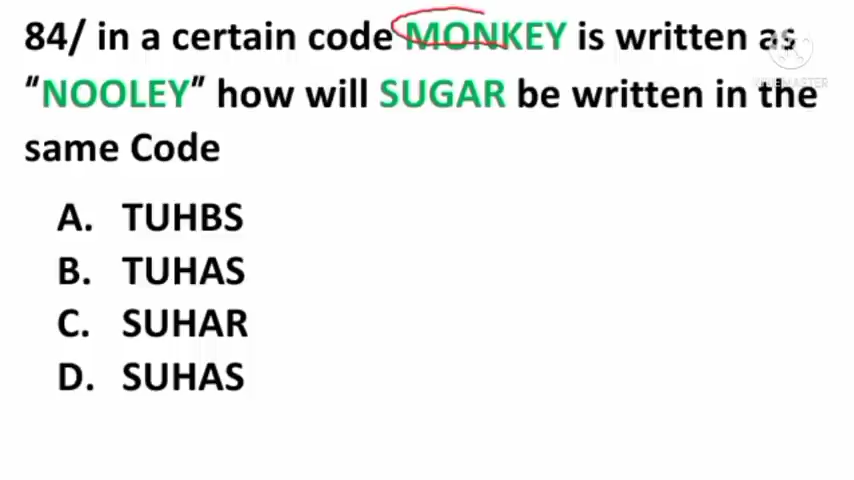 84/ in a certain code MONKEY is written as
"NOOLEY" how will SUGAR be written in the
same Code
A. TUHBS
B. TUHAS
C. SUHAR
D. SUHAS